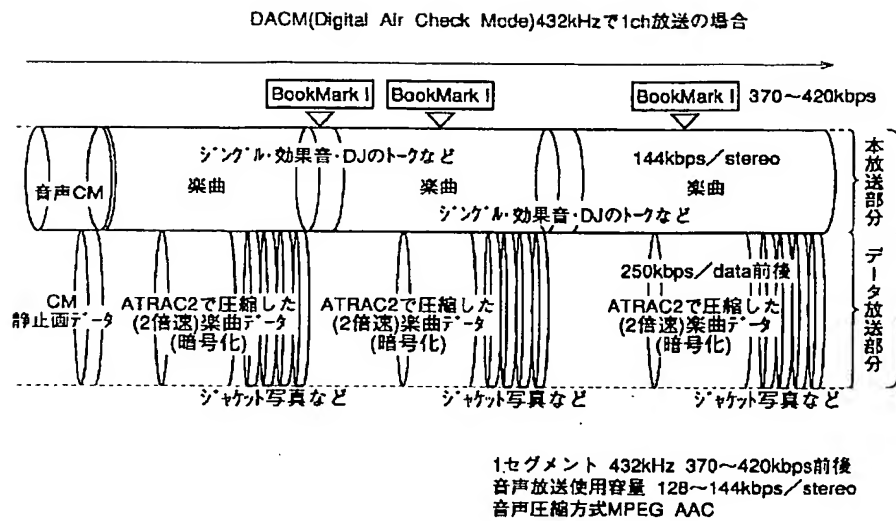 DACM(Digital Air Check Mode)432kHzで1ch放送の場合
BookMark!
BookMark!
BookMark!
370〜420kbps
ジングル・効果音・DJのトークなど
144kbps/stereo
音声CM
楽曲
楽曲
楽曲
ジングル・効果音・DJのトークなど
本放送部分
CM
静止画データ
ATRAC2で圧縮した
(2倍速)楽曲データ
(暗号化)
ATRAC2で圧縮した
(2倍速)楽曲データ
(暗号化)
250kbps/data前後
ATRAC2で圧縮した
(2倍速)楽曲データ
(暗号化)
データ放送部分
ジャケット写真など
ジャケット写真など
ジャケット写真など
1セグメント 432kHz 370〜420kbps前後
音声放送使用容量 128〜144kbps/stereo
音声圧縮方式MPEG AAC